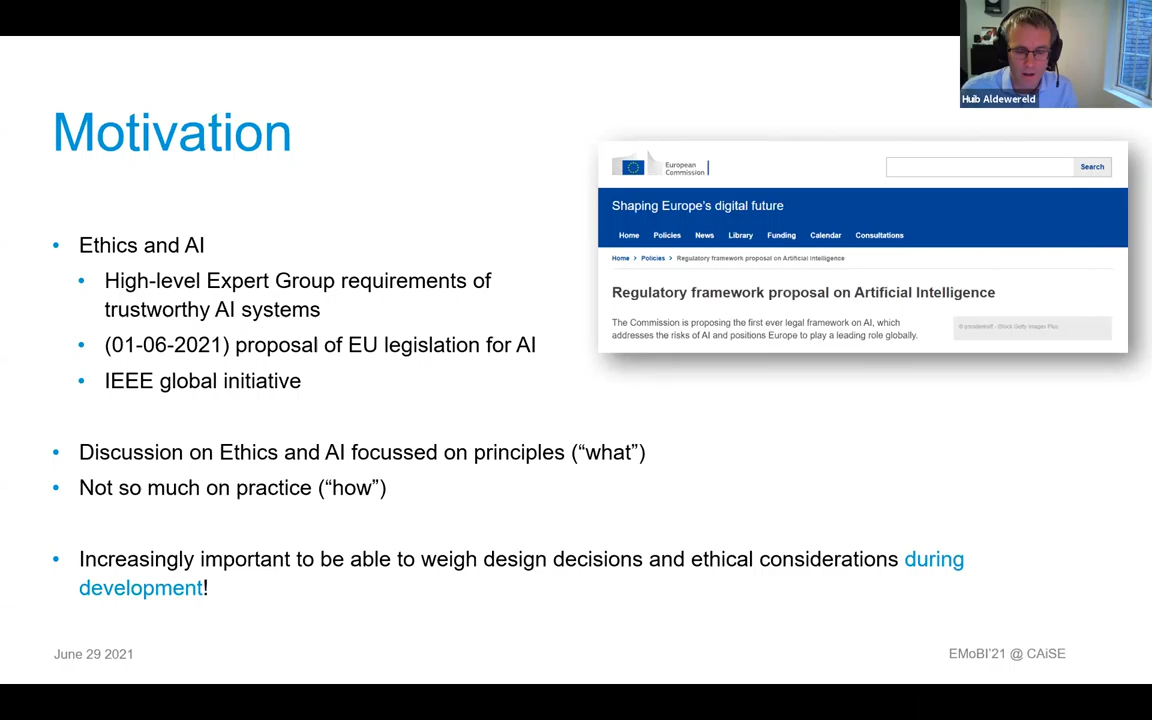 Huib Aldewereld
Motivation
European
Commission
Search
Shaping Europe's digital future
Home Policies News Library Funding Calendar Consultations
Home > Policies > Regulatory framework proposal on Artificial Intelligence
Regulatory framework proposal on Artificial Intelligence
The Commission is proposing the first ever legal framework on AI, which
addresses the risks of AI and positions Europe to play a leading role globally.
• Ethics and AI
• High-level Expert Group requirements of
trustworthy AI systems
• (01-06-2021) proposal of EU legislation for AI
• IEEE global initiative
• Discussion on Ethics and AI focussed on principles (“what”)
• Not so much on practice (“how”)
• Increasingly important to be able to weigh design decisions and ethical considerations during
development!
June 29 2021
EMoBI'21 @ CAiSE